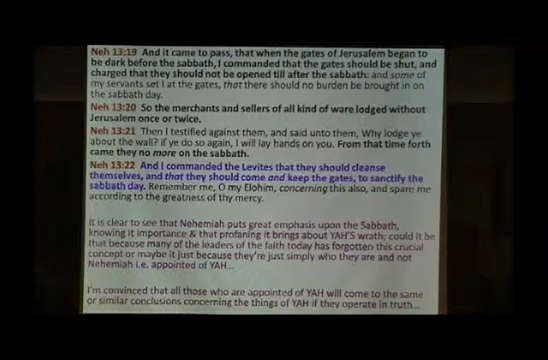 Neh 13:19 And it came to pass, that when the gates of Jerusalem began to
be dark before the sabbath, I commanded that the gates should be shut, and
charged that they should not be opened till after the sabbath: and some of
my servants set I at the gates, that there should no burden be brought in on
the sabbath day.
Neh 13:20 So the merchants and sellers of all kind of ware lodged without
Jerusalem once or twice.
Neh 13:21 Then I testified against them, and said unto them, Why lodge ye
about the wall? if ye do so again, I will lay hands on you. From that time forth
came they no more on the sabbath.
Neh 13:22 And I commanded the Levites that they should cleanse
themselves, and that they should come and keep the gates, to sanctify the
sabbath day. Remember me, O my Elohim, concerning this also, and spare me
according to the greatness of thy mercy.
It is clear to see that Nehemiah puts great emphasis upon the Sabbath,
knowing it importance & that profaning it brings about YAH'S wrath; could it be
that because many of the leaders of the faith today has forgotten this crucial
concept or maybe it just because they're just simply who they are and not
Nehemiah i.e. appointed of YAH...
I'm convinced that all those who are appointed of YAH will come to the same
or similar conclusions concerning the things of YAH if they operate in truth...